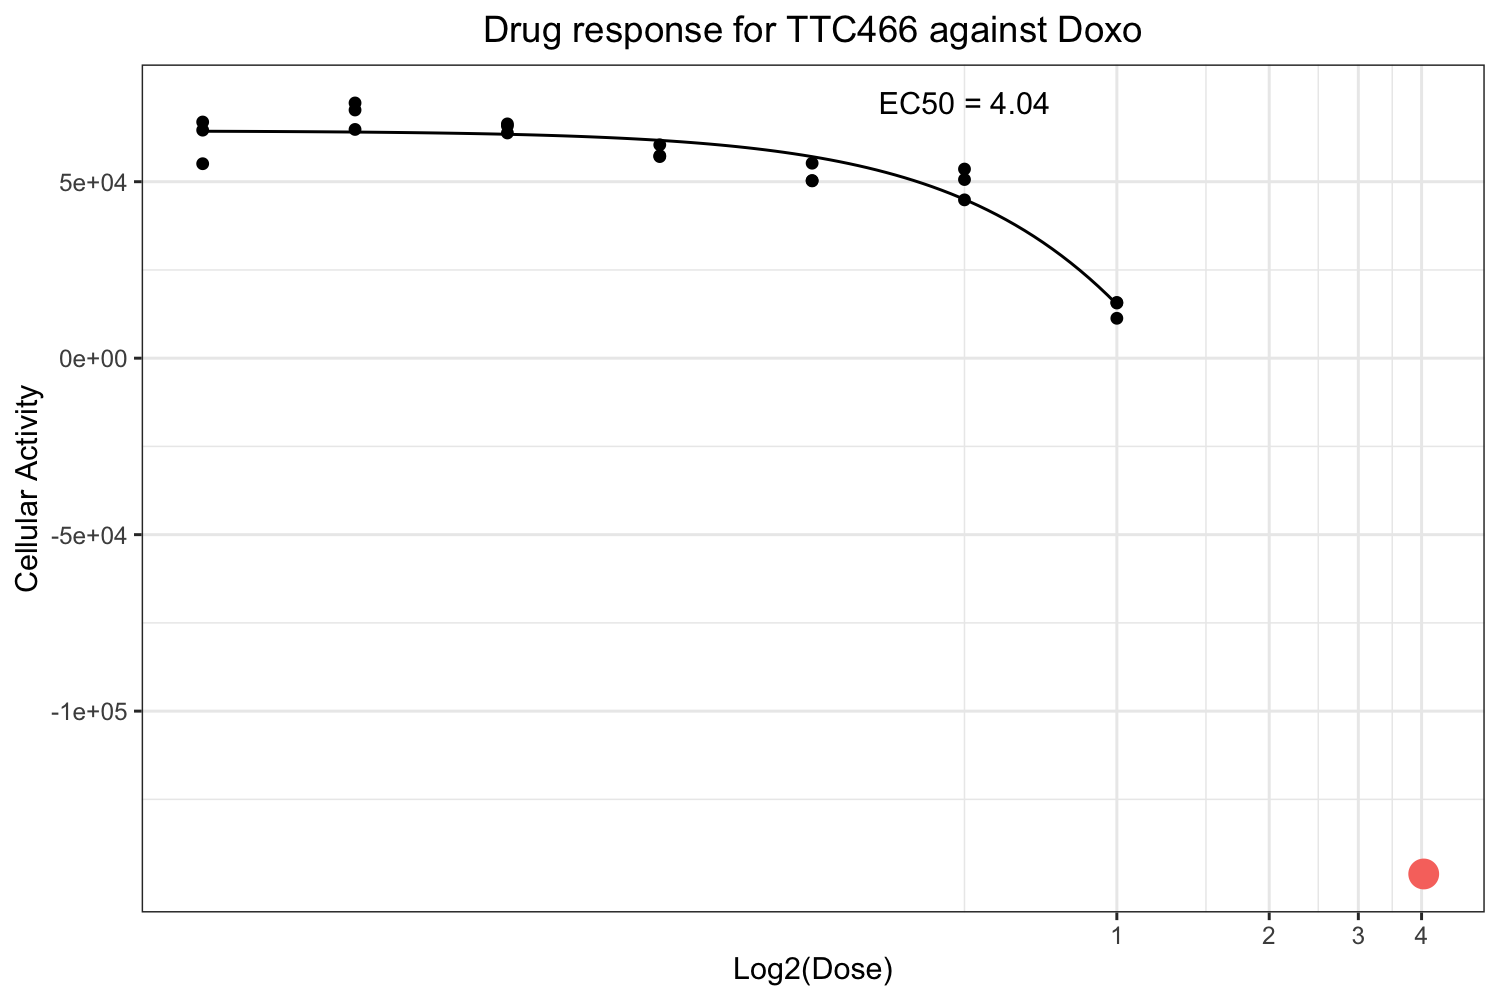 Drug response for TTC466 against Doxo
EC50 = 4.04
Cellular Activity
5e+04
0e+00
-5e+04
-1e+05
1 2 3 4
Log2(Dose)